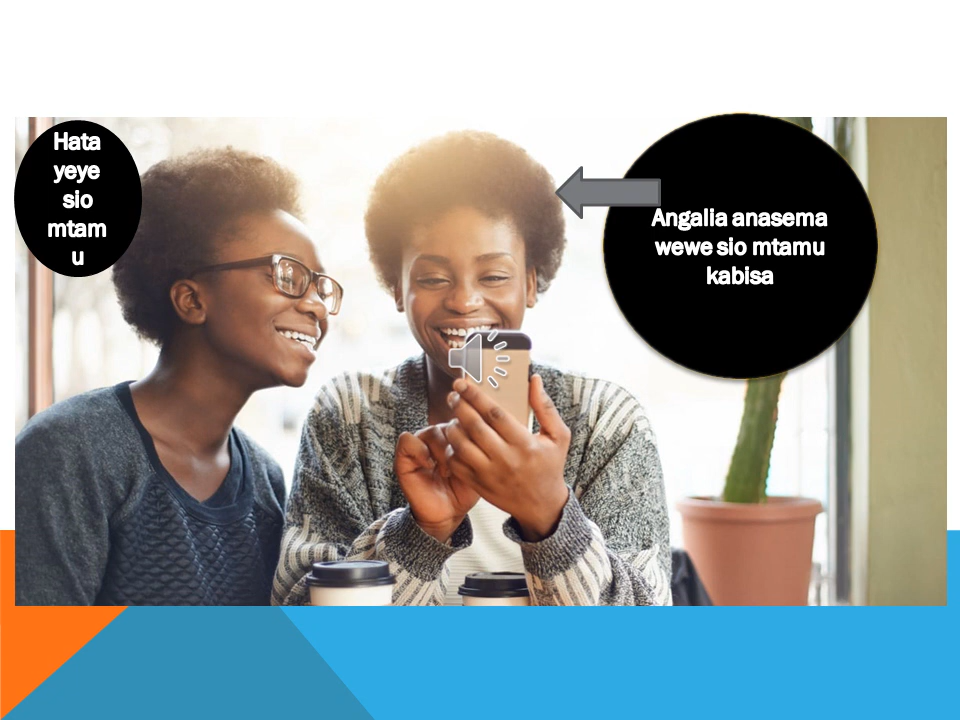 Hata
yeye
sio
mtam
u
Angalia anasema
wewe sio mtamu
kabisa